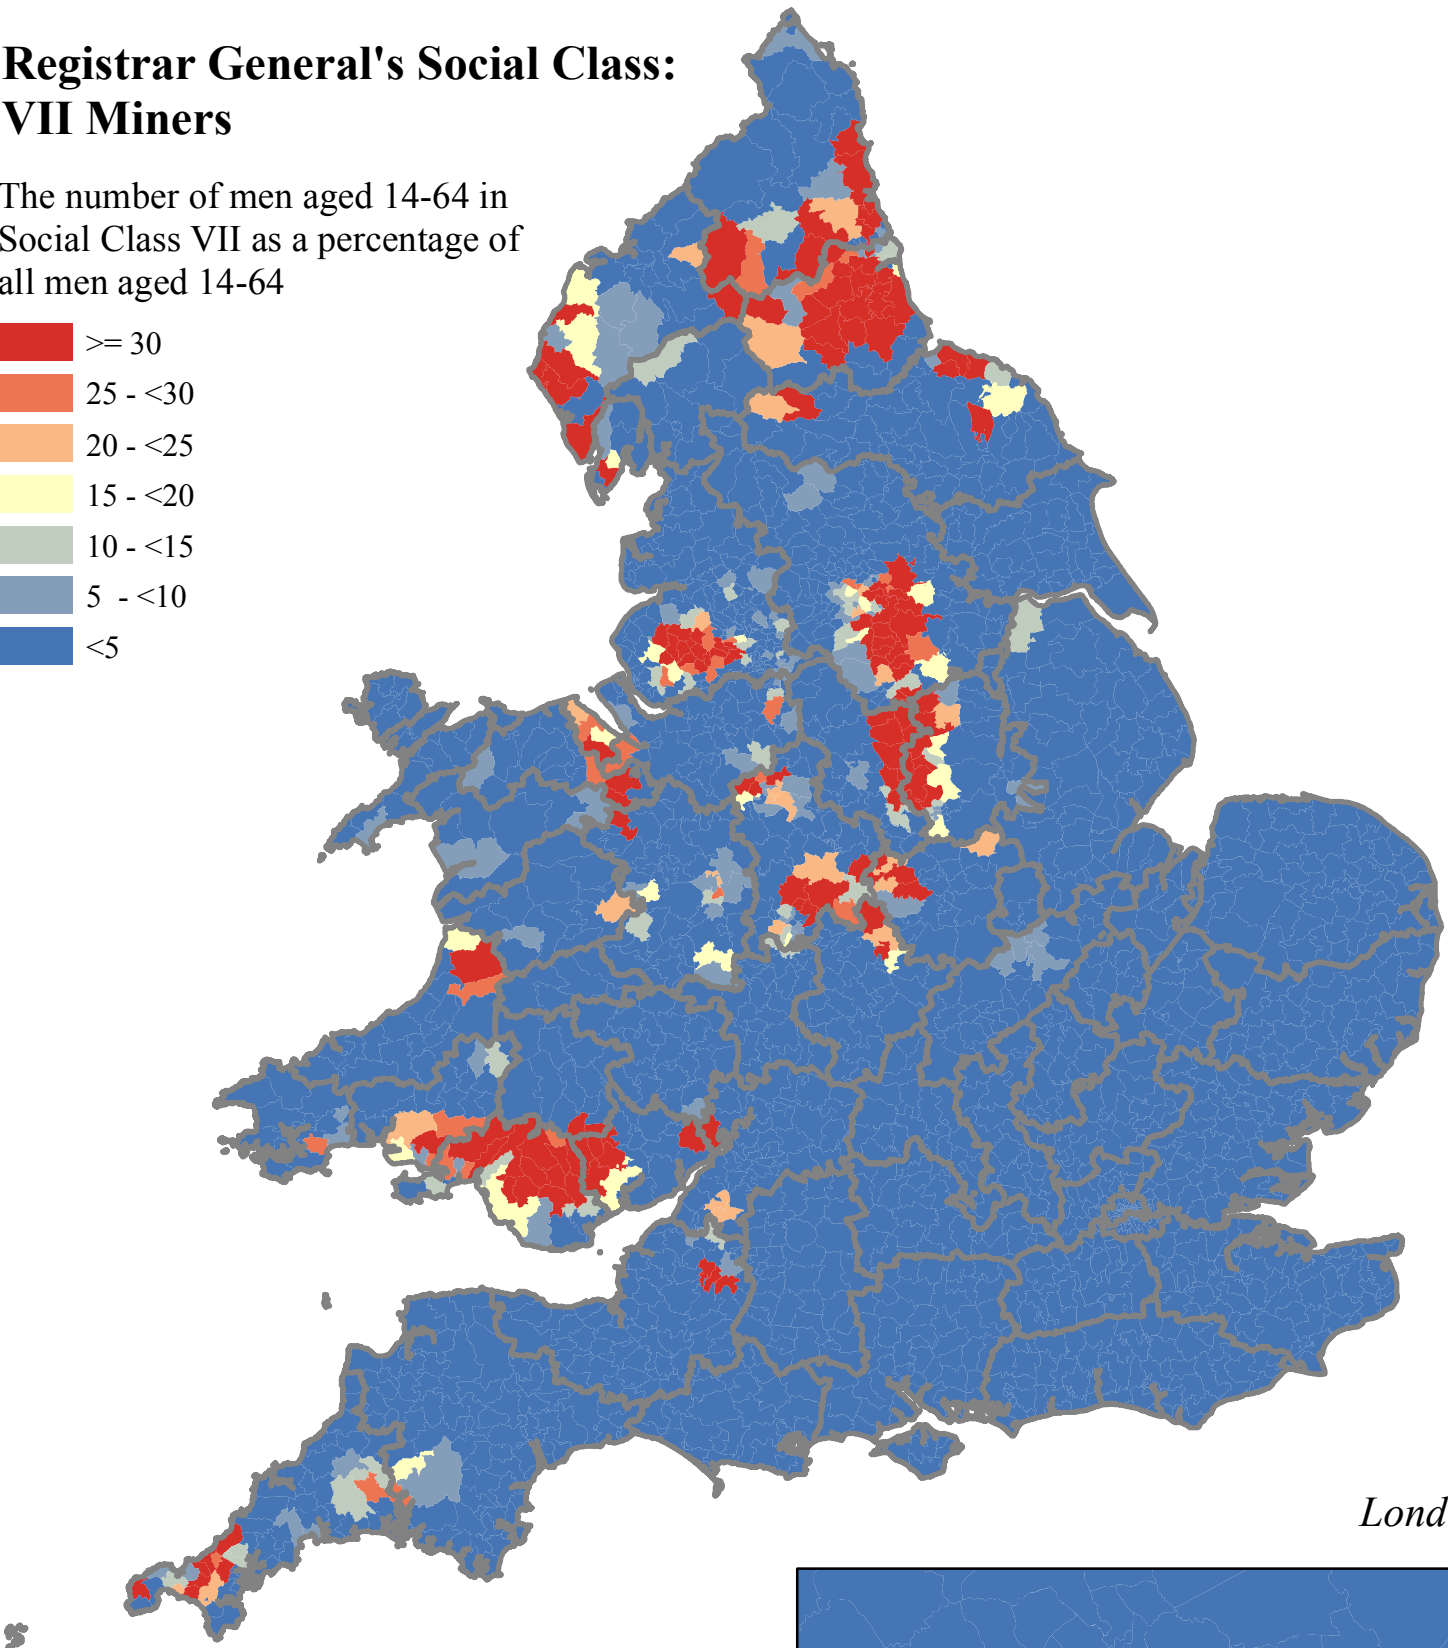 Registrar General's Social Class:
VII Miners
The number of men aged 14-64 in
Social Class VII as a percentage of
all men aged 14-64
>= 30
25 - <30
20 - <25
15 - <20
10 - <15
5 - <10
<5
Lond